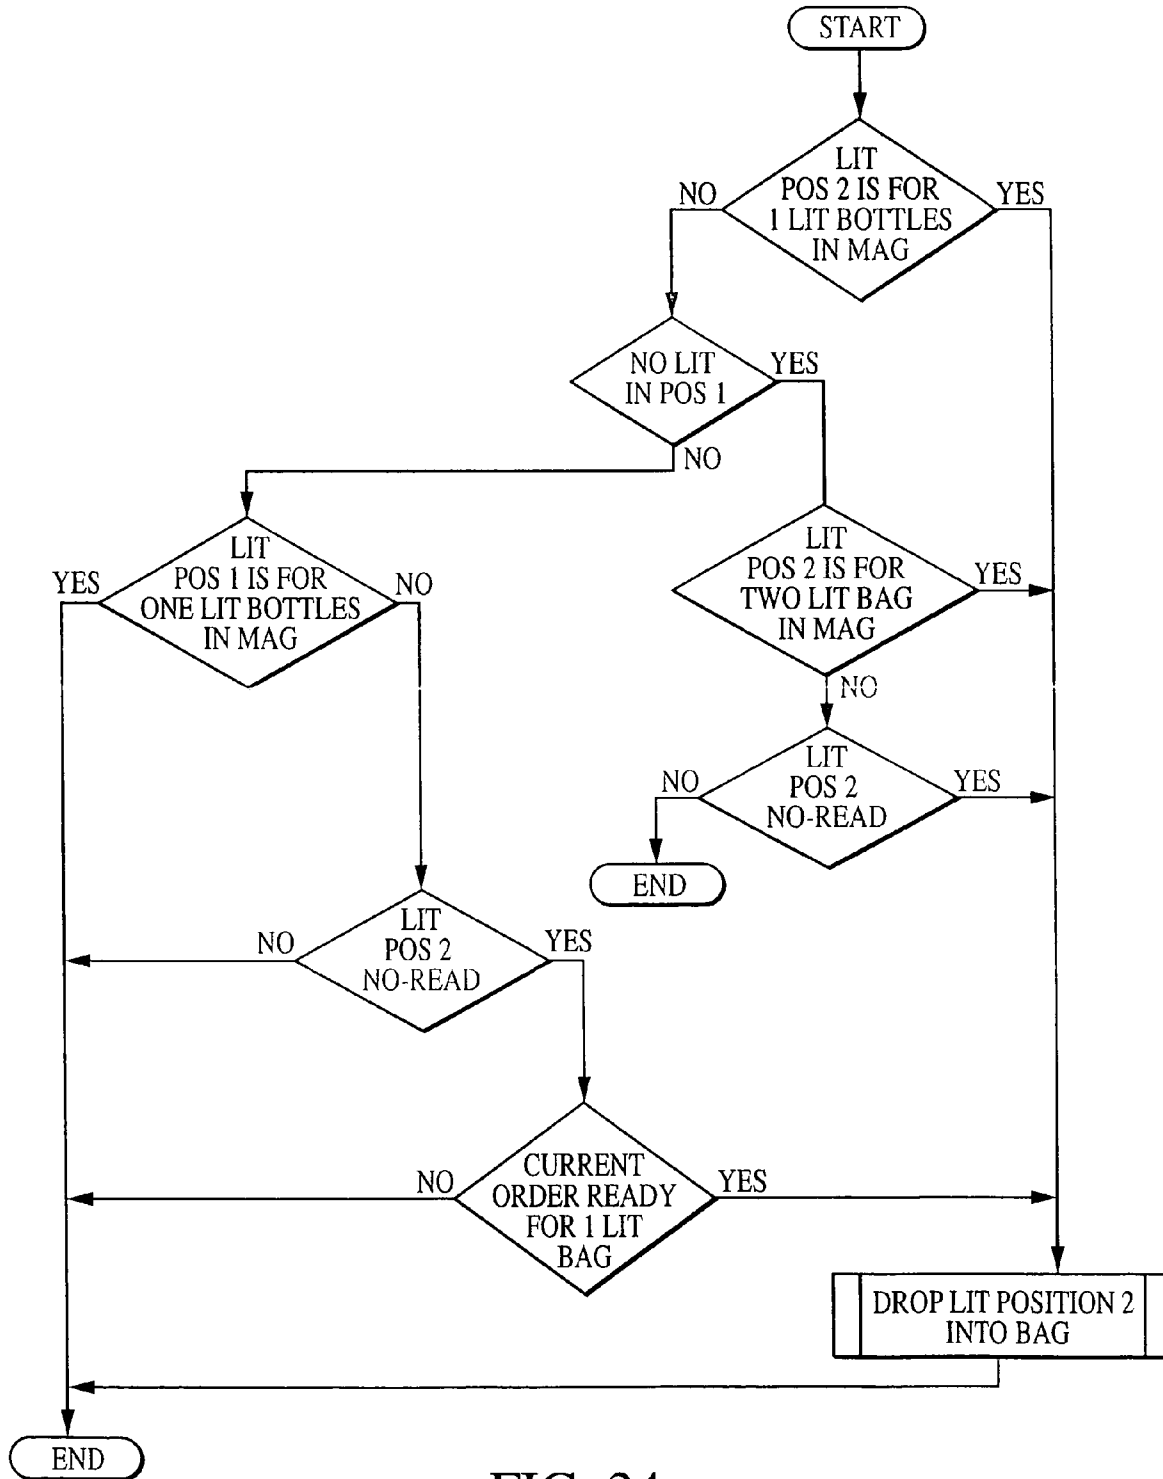 START
LIT
POS 2 IS FOR
1 LIT BOTTLES
IN MAG
NO
YES
NO LIT
IN POS 1
YES
NO
LIT
POS 1 IS FOR
ONE LIT BOTTLES
IN MAG
YES
NO
LIT
POS 2 IS FOR
TWO LIT BAG
IN MAG
YES
NO
LIT
POS 2
NO-READ
NO
YES
END
LIT
POS 2
NO-READ
NO
YES
CURRENT
ORDER READY
FOR 1 LIT
BAG
NO
YES
DROP LIT POSITION 2
INTO BAG
END